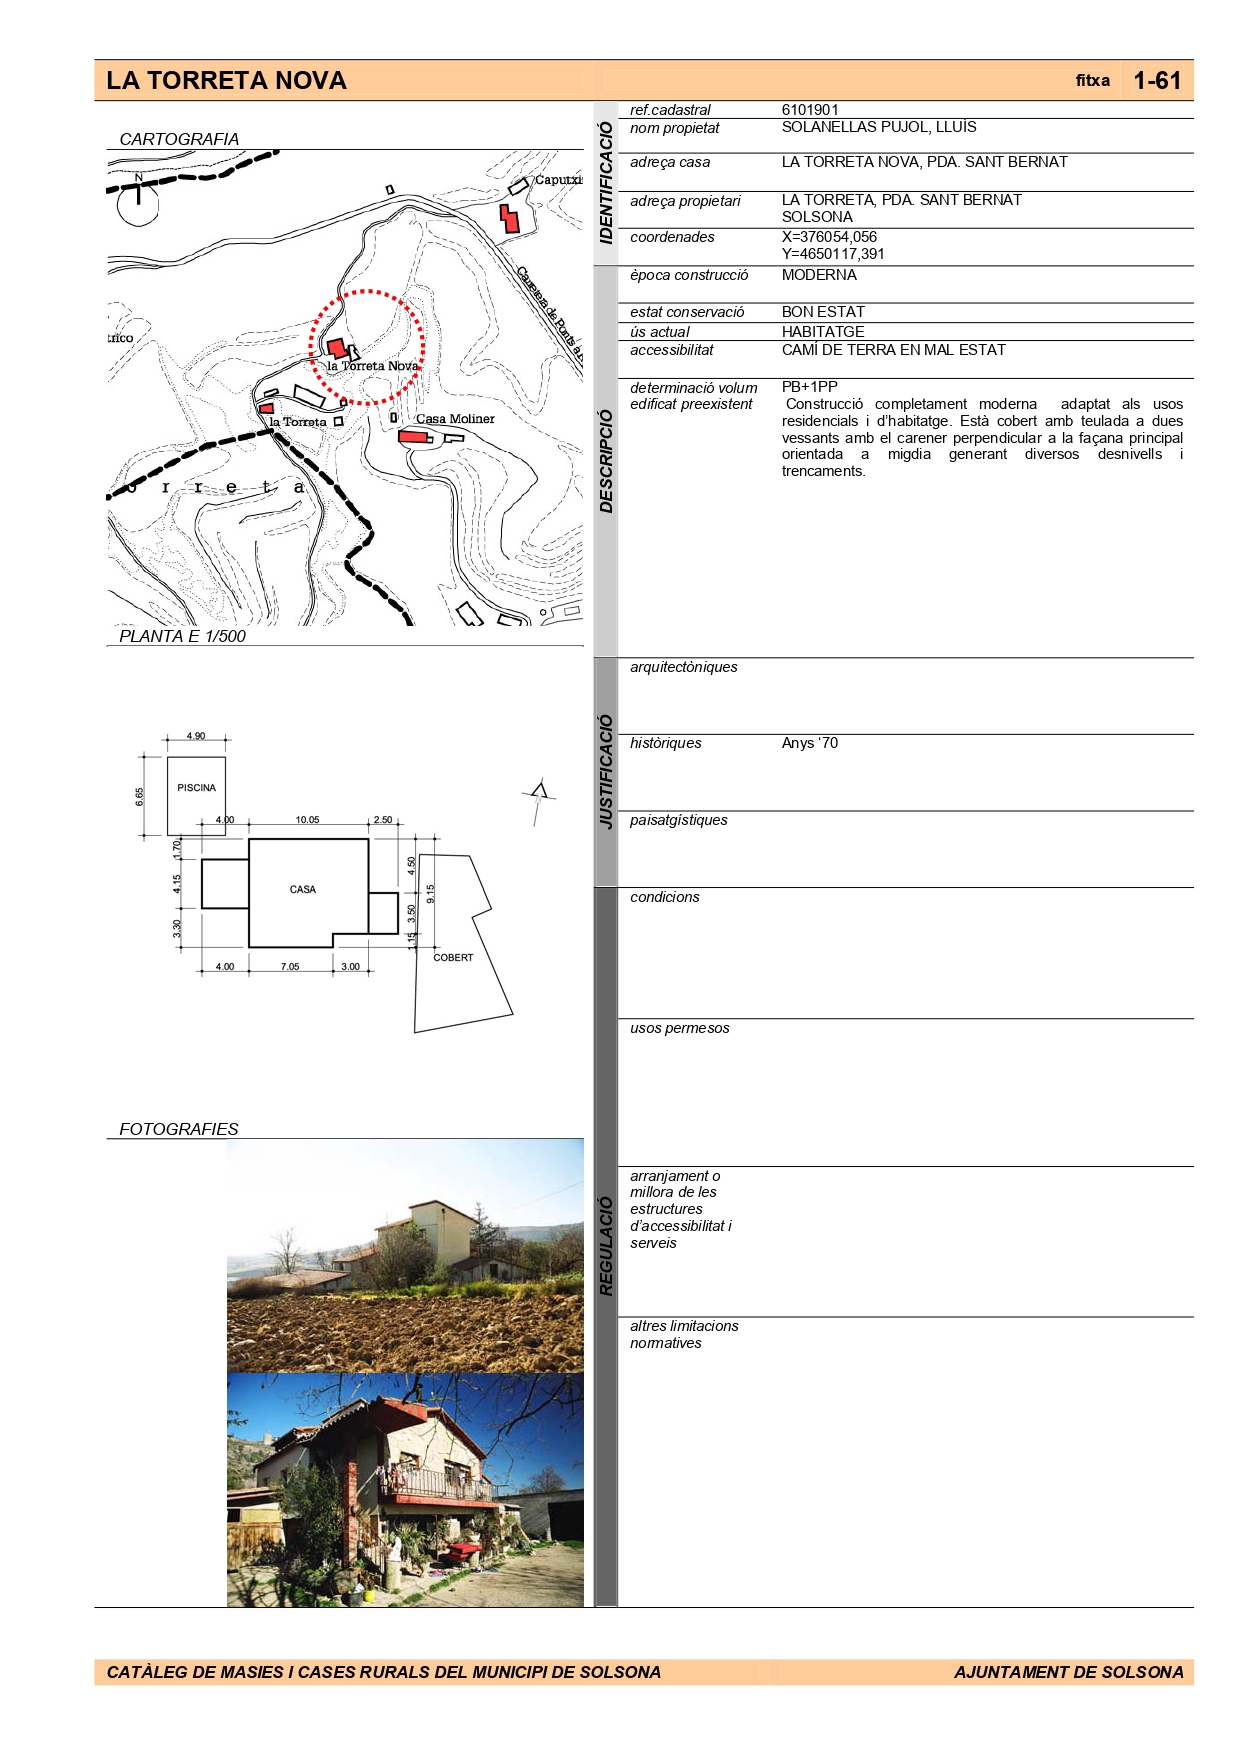 LA TORRETA NOVA
fitxa 1-61
CARTOGRAFIA
N
Caputxi
Carretera de Ponts a
trico
la Torreta Nova
la Torreta
Casa Moliner
o r r e t a
PLANTA E 1/500
4.90
PISCINA
6.65
4.00 10.05 2.50
1.70
4.15
3.30
CASA
4.50
3.50
1.15
9.15
COBERT
4.00 7.05 3.00
FOTOGRAFIES
IDENTIFICACIÓ
ref.cadastral 6101901
nom propietat SOLANELLAS PUJOL, LLUÍS
adreça casa LA TORRETA NOVA, PDA. SANT BERNAT
adreça propietari LA TORRETA, PDA. SANT BERNAT
SOLSONA
coordenades X=376054,056
Y=4650117,391
DESCRIPCIÓ
època construcció MODERNA
estat conservació BON ESTAT
ús actual HABITATGE
accessibilitat CAMÍ DE TERRA EN MAL ESTAT
determinació volum PB+1PP
edificat preexistent Construcció completament moderna adaptat als usos
residencials i d’habitatge. Està cobert amb teulada a dues
vessants amb el carener perpendicular a la façana principal
orientada a migdia generant diversos desnivells i
trencaments.
JUSTIFICACIÓ
arquitectòniques
històriques Anys ‘70
paisatgístiques
REGULACIÓ
condicions
usos permesos
arranjament o
millora de les
estructures
d’accessibilitat i
serveis
altres limitacions
normatives
CATÀLEG DE MASIES I CASES RURALS DEL MUNICIPI DE SOLSONA
AJUNTAMENT DE SOLSONA